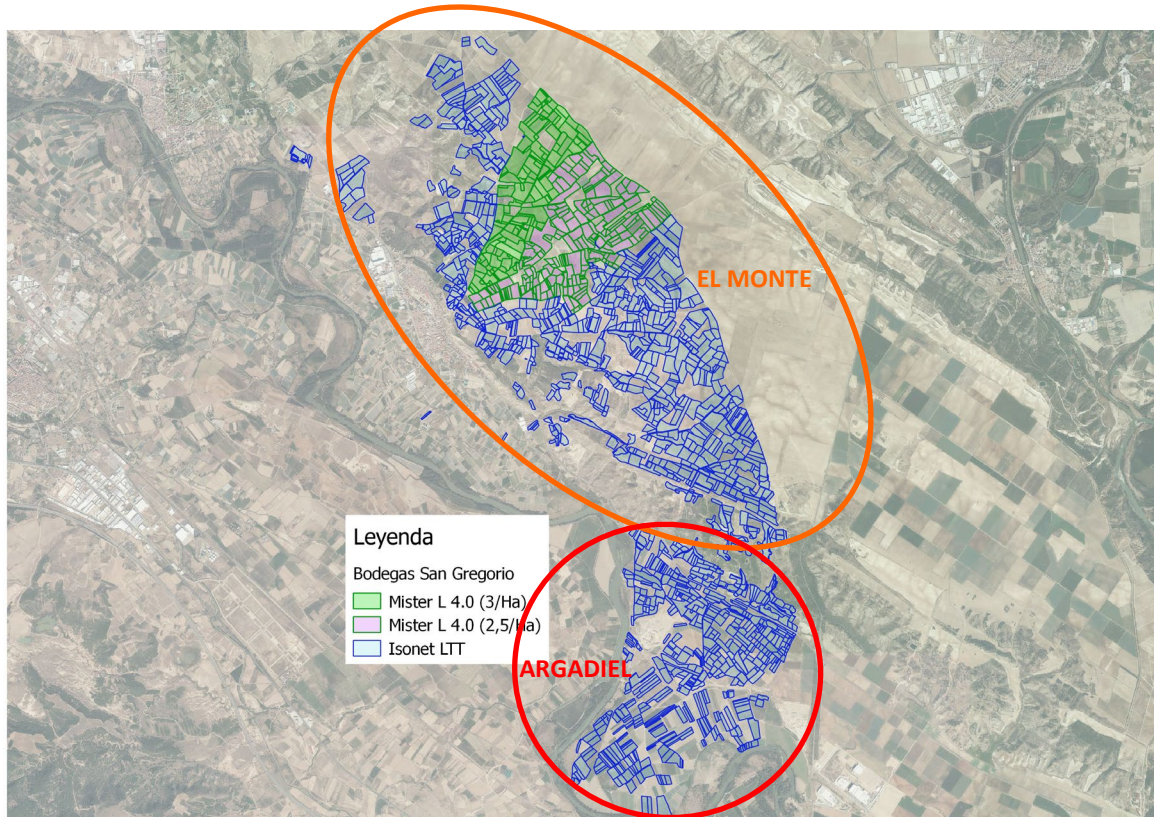 EL MONTE
Leyenda
Bodegas San Gregorio
Mister L 4.0 (3/Ha)
Mister L 4.0 (2,5/Ha)
Isonet LTT
ARGADIEL